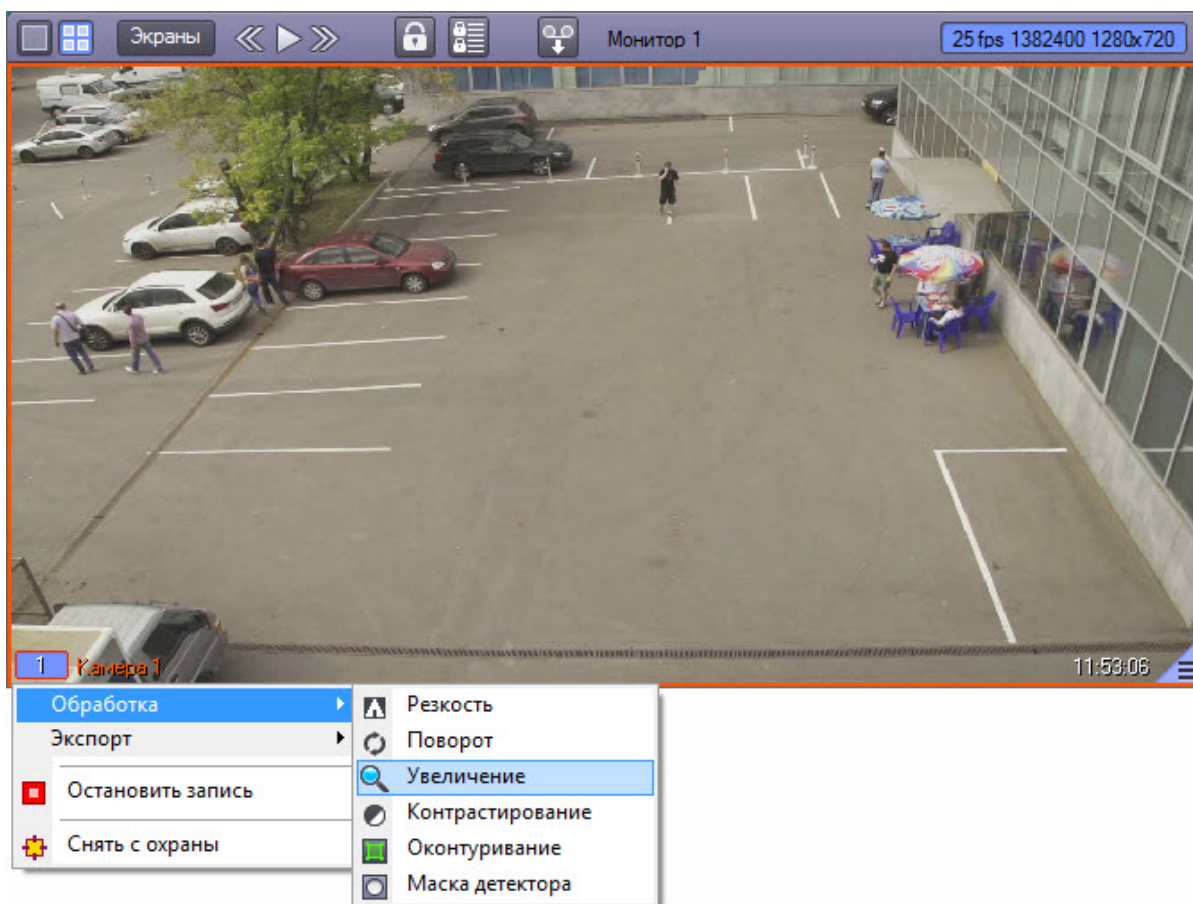 Экраны
Монитор 1
25 fps 1382400 1280x720
1 Камера 1
11:53:06
Обработка
Экспорт
Остановить запись
Снять с охраны
Резкость
Поворот
Увеличение
Контрастирование
Оконтуривание
Маска детектора